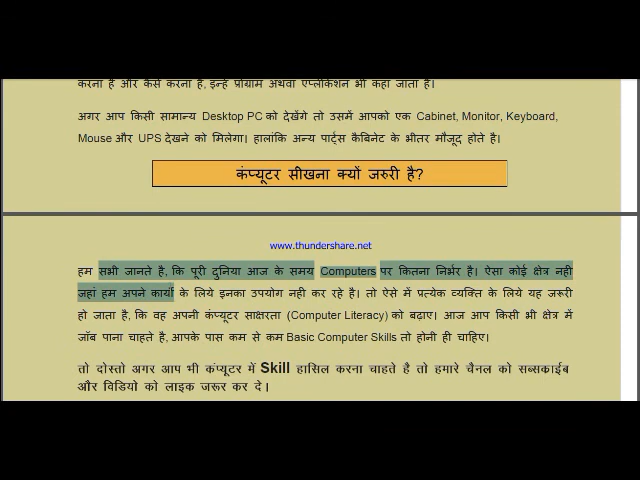 करना है और कैसे करना है, इन्हें प्रोग्राम अथवा एप्लीकेशन भी कहा जाता है।
अगर आप किसी सामान्य Desktop PC को देखेंगे तो उसमें आपको एक Cabinet, Monitor, Keyboard,
Mouse और UPS देखने को मिलेगा। हालांकि अन्य पार्ट्स कैबिनेट के भीतर मौजूद होते है।
कंप्यूटर सीखना क्यों जरुरी है?
www.thundershare.net
हम सभी जानते है, कि पूरी दुनिया आज के समय Computers पर कितना निर्भर है। ऐसा कोई क्षेत्र नही
जहां हम अपने कार्यो के लिये इनका उपयोग नही कर रहे है। तो ऐसे में प्रत्येक व्यक्ति के लिये यह जरूरी
हो जाता है, कि वह अपनी कंप्यूटर साक्षरता (Computer Literacy) को बढ़ाए। आज आप किसी भी क्षेत्र में
जॉब पाना चाहते है, आपके पास कम से कम Basic Computer Skills तो होनी ही चाहिए।
तो दोस्तो अगर आप भी कंप्यूटर में Skill हासिल करना चाहते है तो हमारे चैनल को सब्सकाईब
और विडियो को लाइक जरूर कर दे।